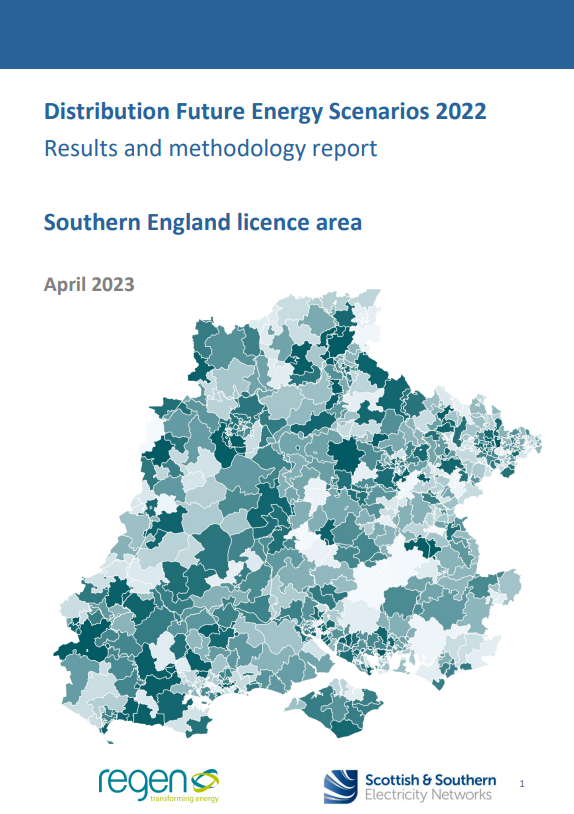 Distribution Future Energy Scenarios 2022
Results and methodology report
Southern England licence area
April 2023
regen
transforming energy
Scottish & Southern
Electricity Networks
1